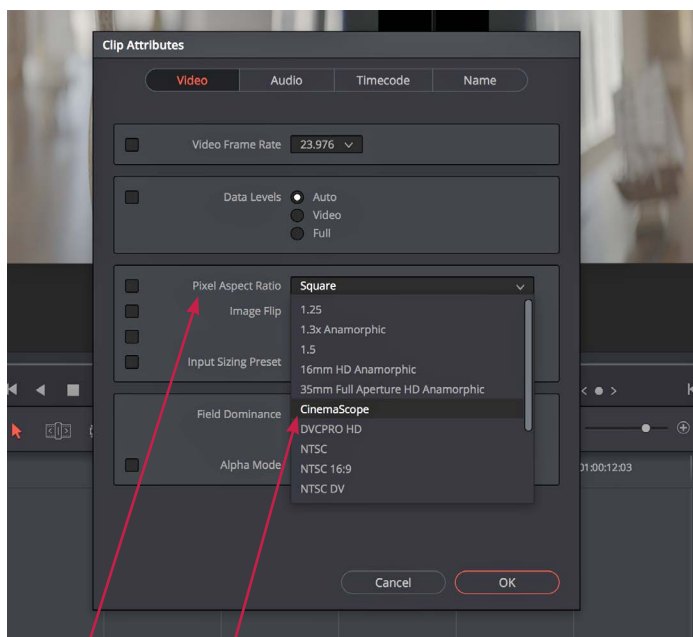 Clip Attributes
Video Audio Timecode Name
Video Frame Rate 23.976
Data Levels Auto
Video
Full
Pixel Aspect Ratio Square
Image Flip 1.25
1.3x Anamorphic
1.5
Input Sizing Preset 16mm HD Anamorphic
35mm Full Aperture HD Anamorphic
Field Dominance CinemaScope
DVCPRO HD
NTSC
Alpha Mode NTSC 16:9
NTSC DV
01:00:12:03
Cancel OK